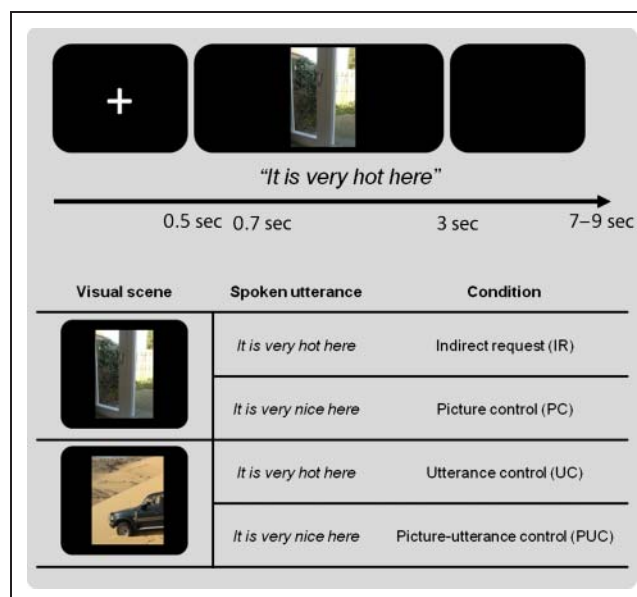 “It is very hot here”
0.5 sec 0.7 sec 3 sec 7–9 sec
Visual scene Spoken utterance Condition
It is very hot here Indirect request (IR)
It is very nice here Picture control (PC)
It is very hot here Utterance control (UC)
It is very nice here Picture-utterance control (PUC)